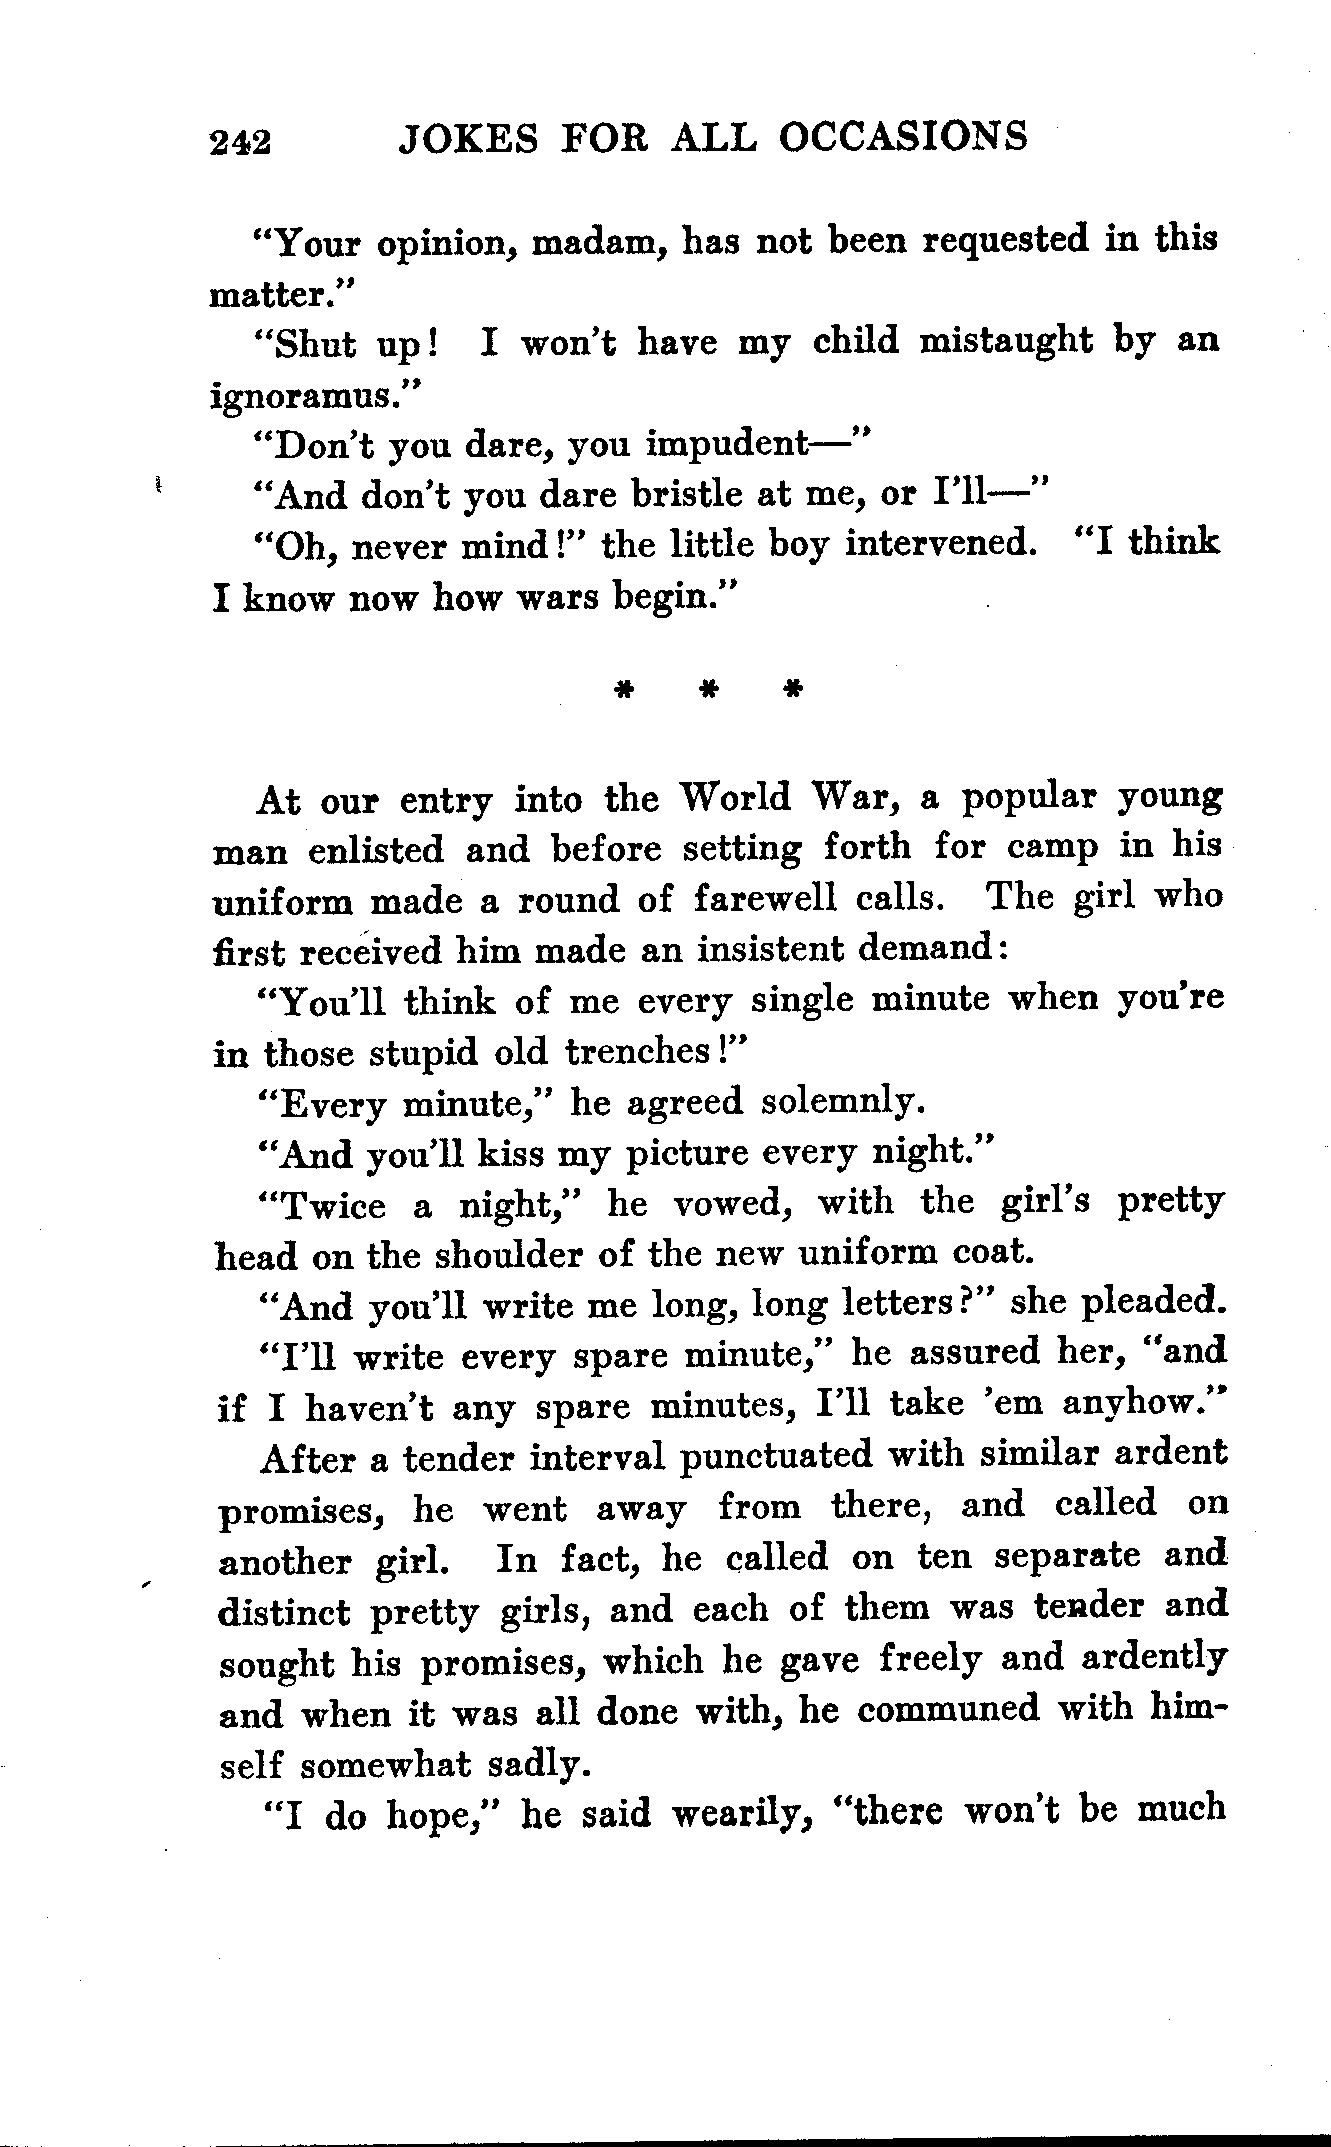 242 JOKES FOR ALL OCCASIONS
“Your opinion, madam, has not been requested in this
matter.”
“Shut up! I won’t have my child mistaught by an
ignoramus.”
“Don’t you dare, you impudent—”
“And don’t you dare bristle at me, or I’ll—”
“Oh, never mind!” the little boy intervened. “I think
I know now how wars begin.”
* * *
At our entry into the World War, a popular young
man enlisted and before setting forth for camp in his
uniform made a round of farewell calls. The girl who
first received him made an insistent demand:
“You’ll think of me every single minute when you’re
in those stupid old trenches!”
“Every minute,” he agreed solemnly.
“And you’ll kiss my picture every night.”
“Twice a night,” he vowed, with the girl’s pretty
head on the shoulder of the new uniform coat.
“And you’ll write me long, long letters?” she pleaded.
“I’ll write every spare minute,” he assured her, “and
if I haven’t any spare minutes, I’ll take ’em anyhow.”
After a tender interval punctuated with similar ardent
promises, he went away from there, and called on
another girl. In fact, he called on ten separate and
distinct pretty girls, and each of them was tender and
sought his promises, which he gave freely and ardently
and when it was all done with, he communed with him-
self somewhat sadly.
“I do hope,” he said wearily, “there won’t be much